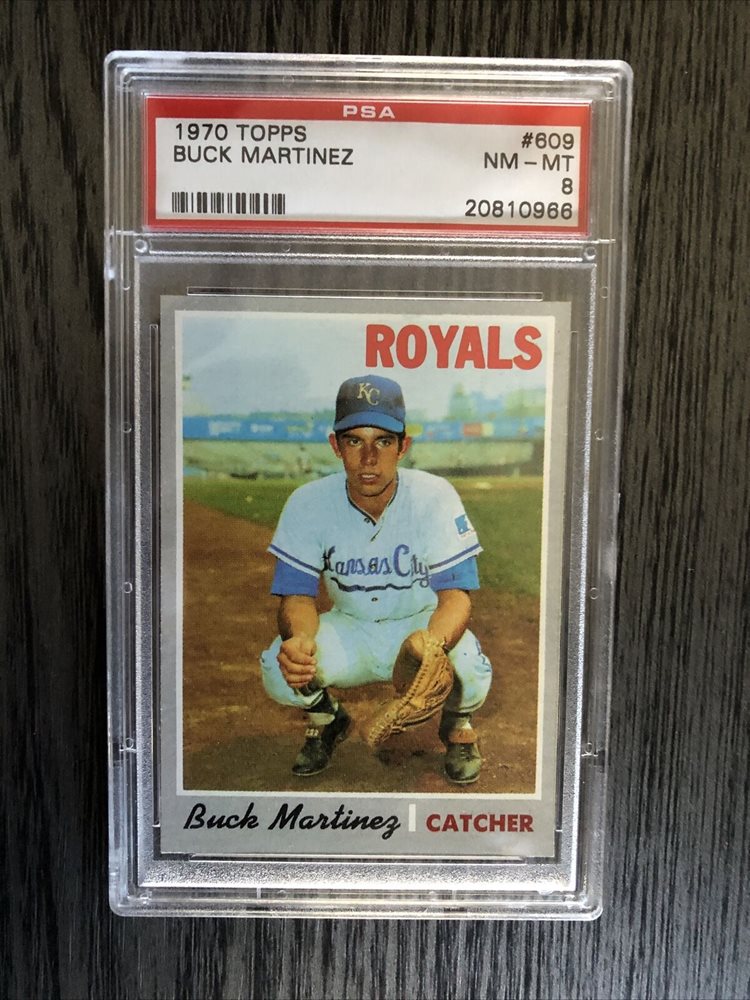 PSA
1970 TOPPS #609
BUCK MARTINEZ NM-MT
8
20810966
ROYALS
KC
Kansas City
Buck Martinez | CATCHER